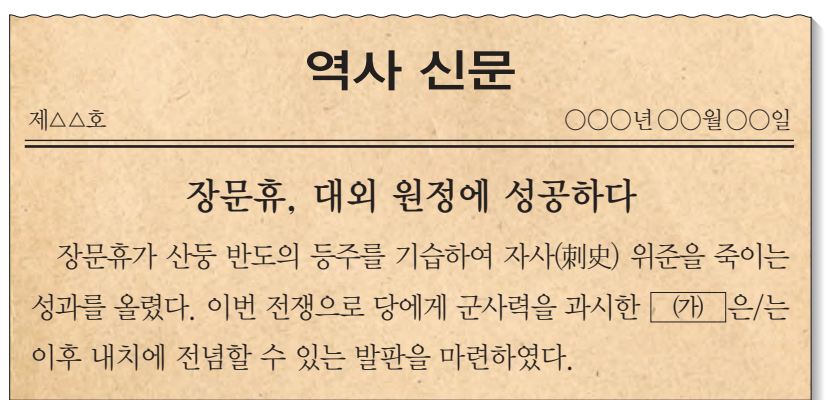 역사 신문
제△△호 ○○○년○○월○○일
장문휴, 대외 원정에 성공하다
장문휴가 산둥 반도의 등주를 기습하여 자사(刺史) 위준을 죽이는
성과를 올렸다. 이번 전쟁으로 당에게 군사력을 과시한 (가) 은/는
이후 내치에 전념할 수 있는 발판을 마련하였다.